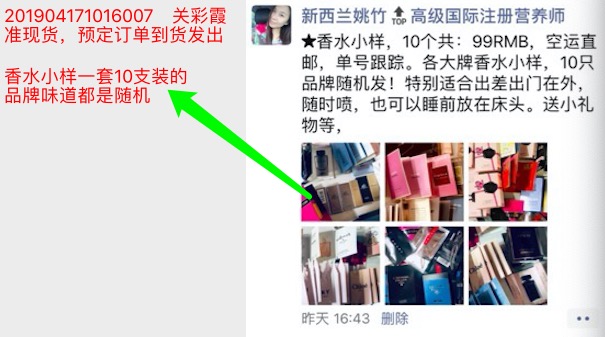 201904171016007 关彩霞
准现货，预定订单到货发出
香水小样一套10支装的
品牌味道都是随机
新西兰姚竹 TOP 高级国际注册营养师
★香水小样，10个共：99RMB，空运直
邮，单号跟踪。各大牌香水小样，10只
品牌随机发！特别适合出差出门在外，
随时喷，也可以睡前放在床头。送小礼
物等，
昨天 16:43 删除